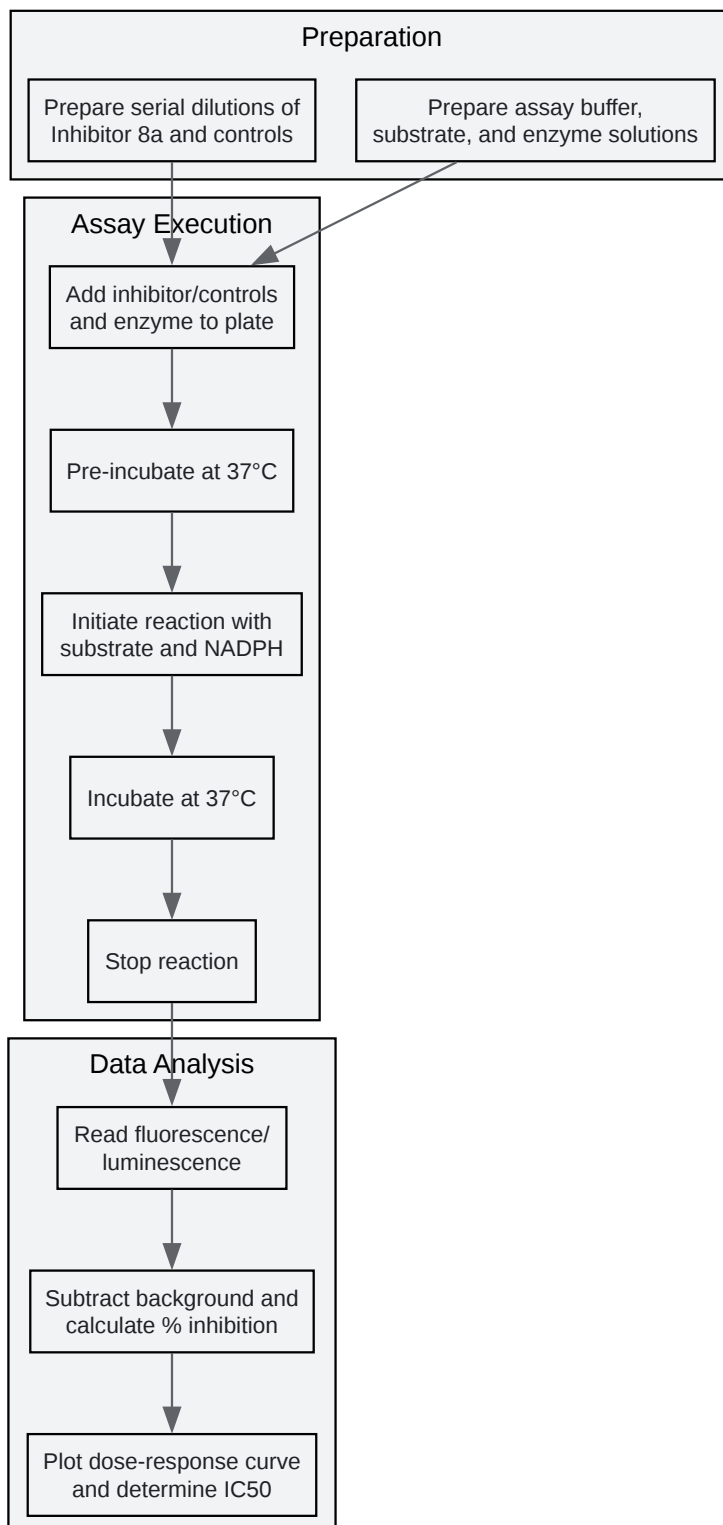 Preparation
Prepare serial dilutions of
Inhibitor 8a and controls
Prepare assay buffer,
substrate, and enzyme solutions
Assay Execution
Add inhibitor/controls
and enzyme to plate
Pre-incubate at 37°C
Initiate reaction with
substrate and NADPH
Incubate at 37°C
Stop reaction
Data Analysis
Read fluorescence/
luminescence
Subtract background and
calculate % inhibition
Plot dose-response curve
and determine IC50